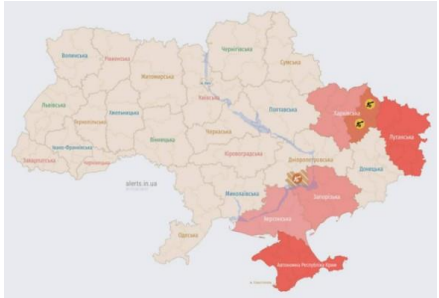 Чернігівська
Волинська
Рівненська
Сумська
Житомирська
Київська
Львівська
Полтавська
Харківська
Тернопільська
Хмельницька
Луганська
Черкаська
Вінницька
Івано-Франківська
Закарпатська
Кіровоградська
Дніпропетровська
Донецька
alerts.in.ua
Миколаївська
Запорізька
Херсонська
Одеська
Автономна Республіка Крим